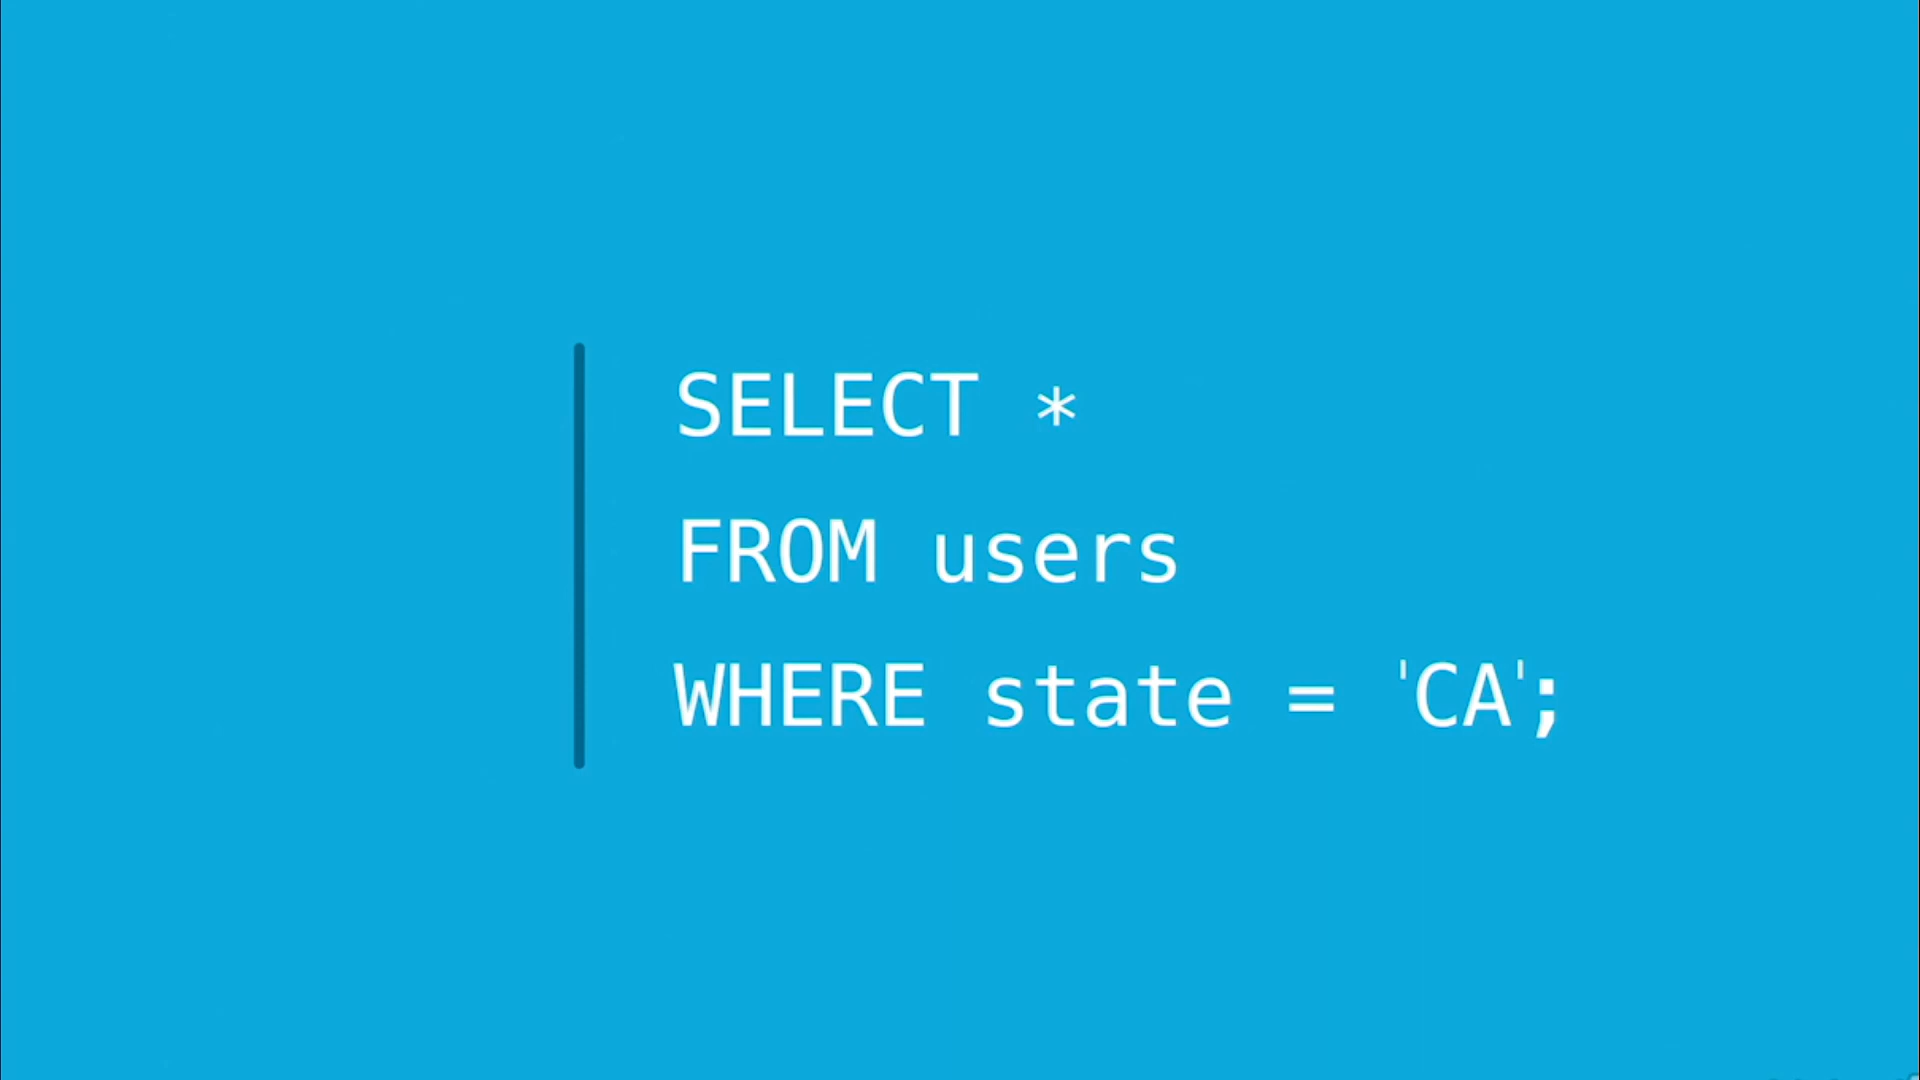 SELECT *
FROM users
WHERE state = 'CA';